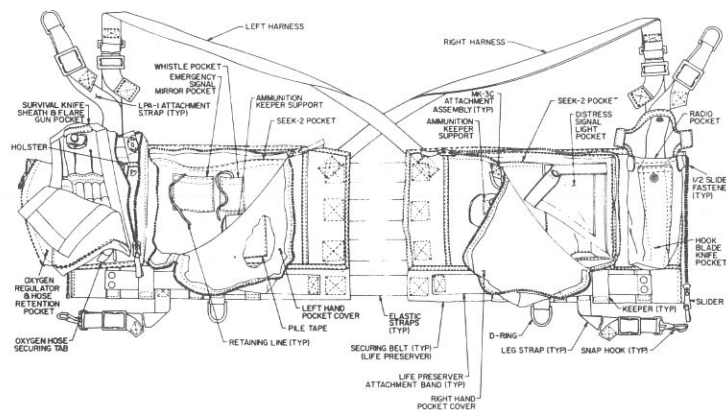 LEFT HARNESS
RIGHT HARNESS
WHISTLE POCKET
EMERGENCY
SIGNAL
MIRROR POCKET
AMMUNITION
KEEPER SUPPORT
SEEK-2 POCKET
LPA-1 ATTACHMENT
STRAP (TYP)
SURVIVAL KNIFE
SHEATH & FLARE
GUN POCKET
HOLSTER
MK-3C
ATTACHMENT
ASSEMBLY (TYP)
AMMUNITION
KEEPER
SUPPORT
SEEK-2 POCKET
DISTRESS
SIGNAL
LIGHT
POCKET
RADIO
POCKET
1/2 SLIDE
FASTENER
(TYP)
HOOK
BLADE
KNIFE
POCKET
OXYGEN
REGULATOR
& HOSE
RETENTION
POCKET
OXYGEN HOSE
SECURING TAB
LEFT HAND
POCKET COVER
PILE TAPE
RETAINING LINE (TYP)
ELASTIC
STRAPS
(TYP)
SECURING BELT (TYP)
(LIFE PRESERVER)
D-RING
KEEPER (TYP)
SLIDER
LEG STRAP (TYP)
SNAP HOOK (TYP)
LIFE PRESERVER
ATTACHMENT BAND (TYP)
RIGHT HAND
POCKET COVER